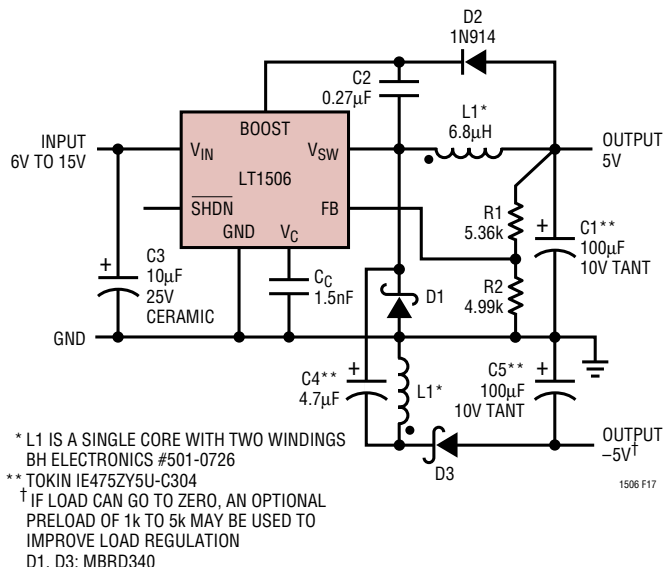 D2
1N914
C2
0.27µF
L1*
6.8µH
INPUT
6V TO 15V
BOOST
VIN
VSW
LT1506
SHDN
FB
GND
VC
OUTPUT
5V
R1
5.36k
C1**
100µF
10V TANT
+
C3
10µF
25V
CERAMIC
+
CC
1.5nF
D1
R2
4.99k
GND
C4**
4.7µF
+
L1*
C5**
100µF
10V TANT
+
D3
OUTPUT
–5V†
* L1 IS A SINGLE CORE WITH TWO WINDINGS
BH ELECTRONICS #501-0726
** TOKIN IE475ZY5U-C304
† IF LOAD CAN GO TO ZERO, AN OPTIONAL
PRELOAD OF 1k TO 5k MAY BE USED TO
IMPROVE LOAD REGULATION
D1, D3: MBRD340
1506 F17